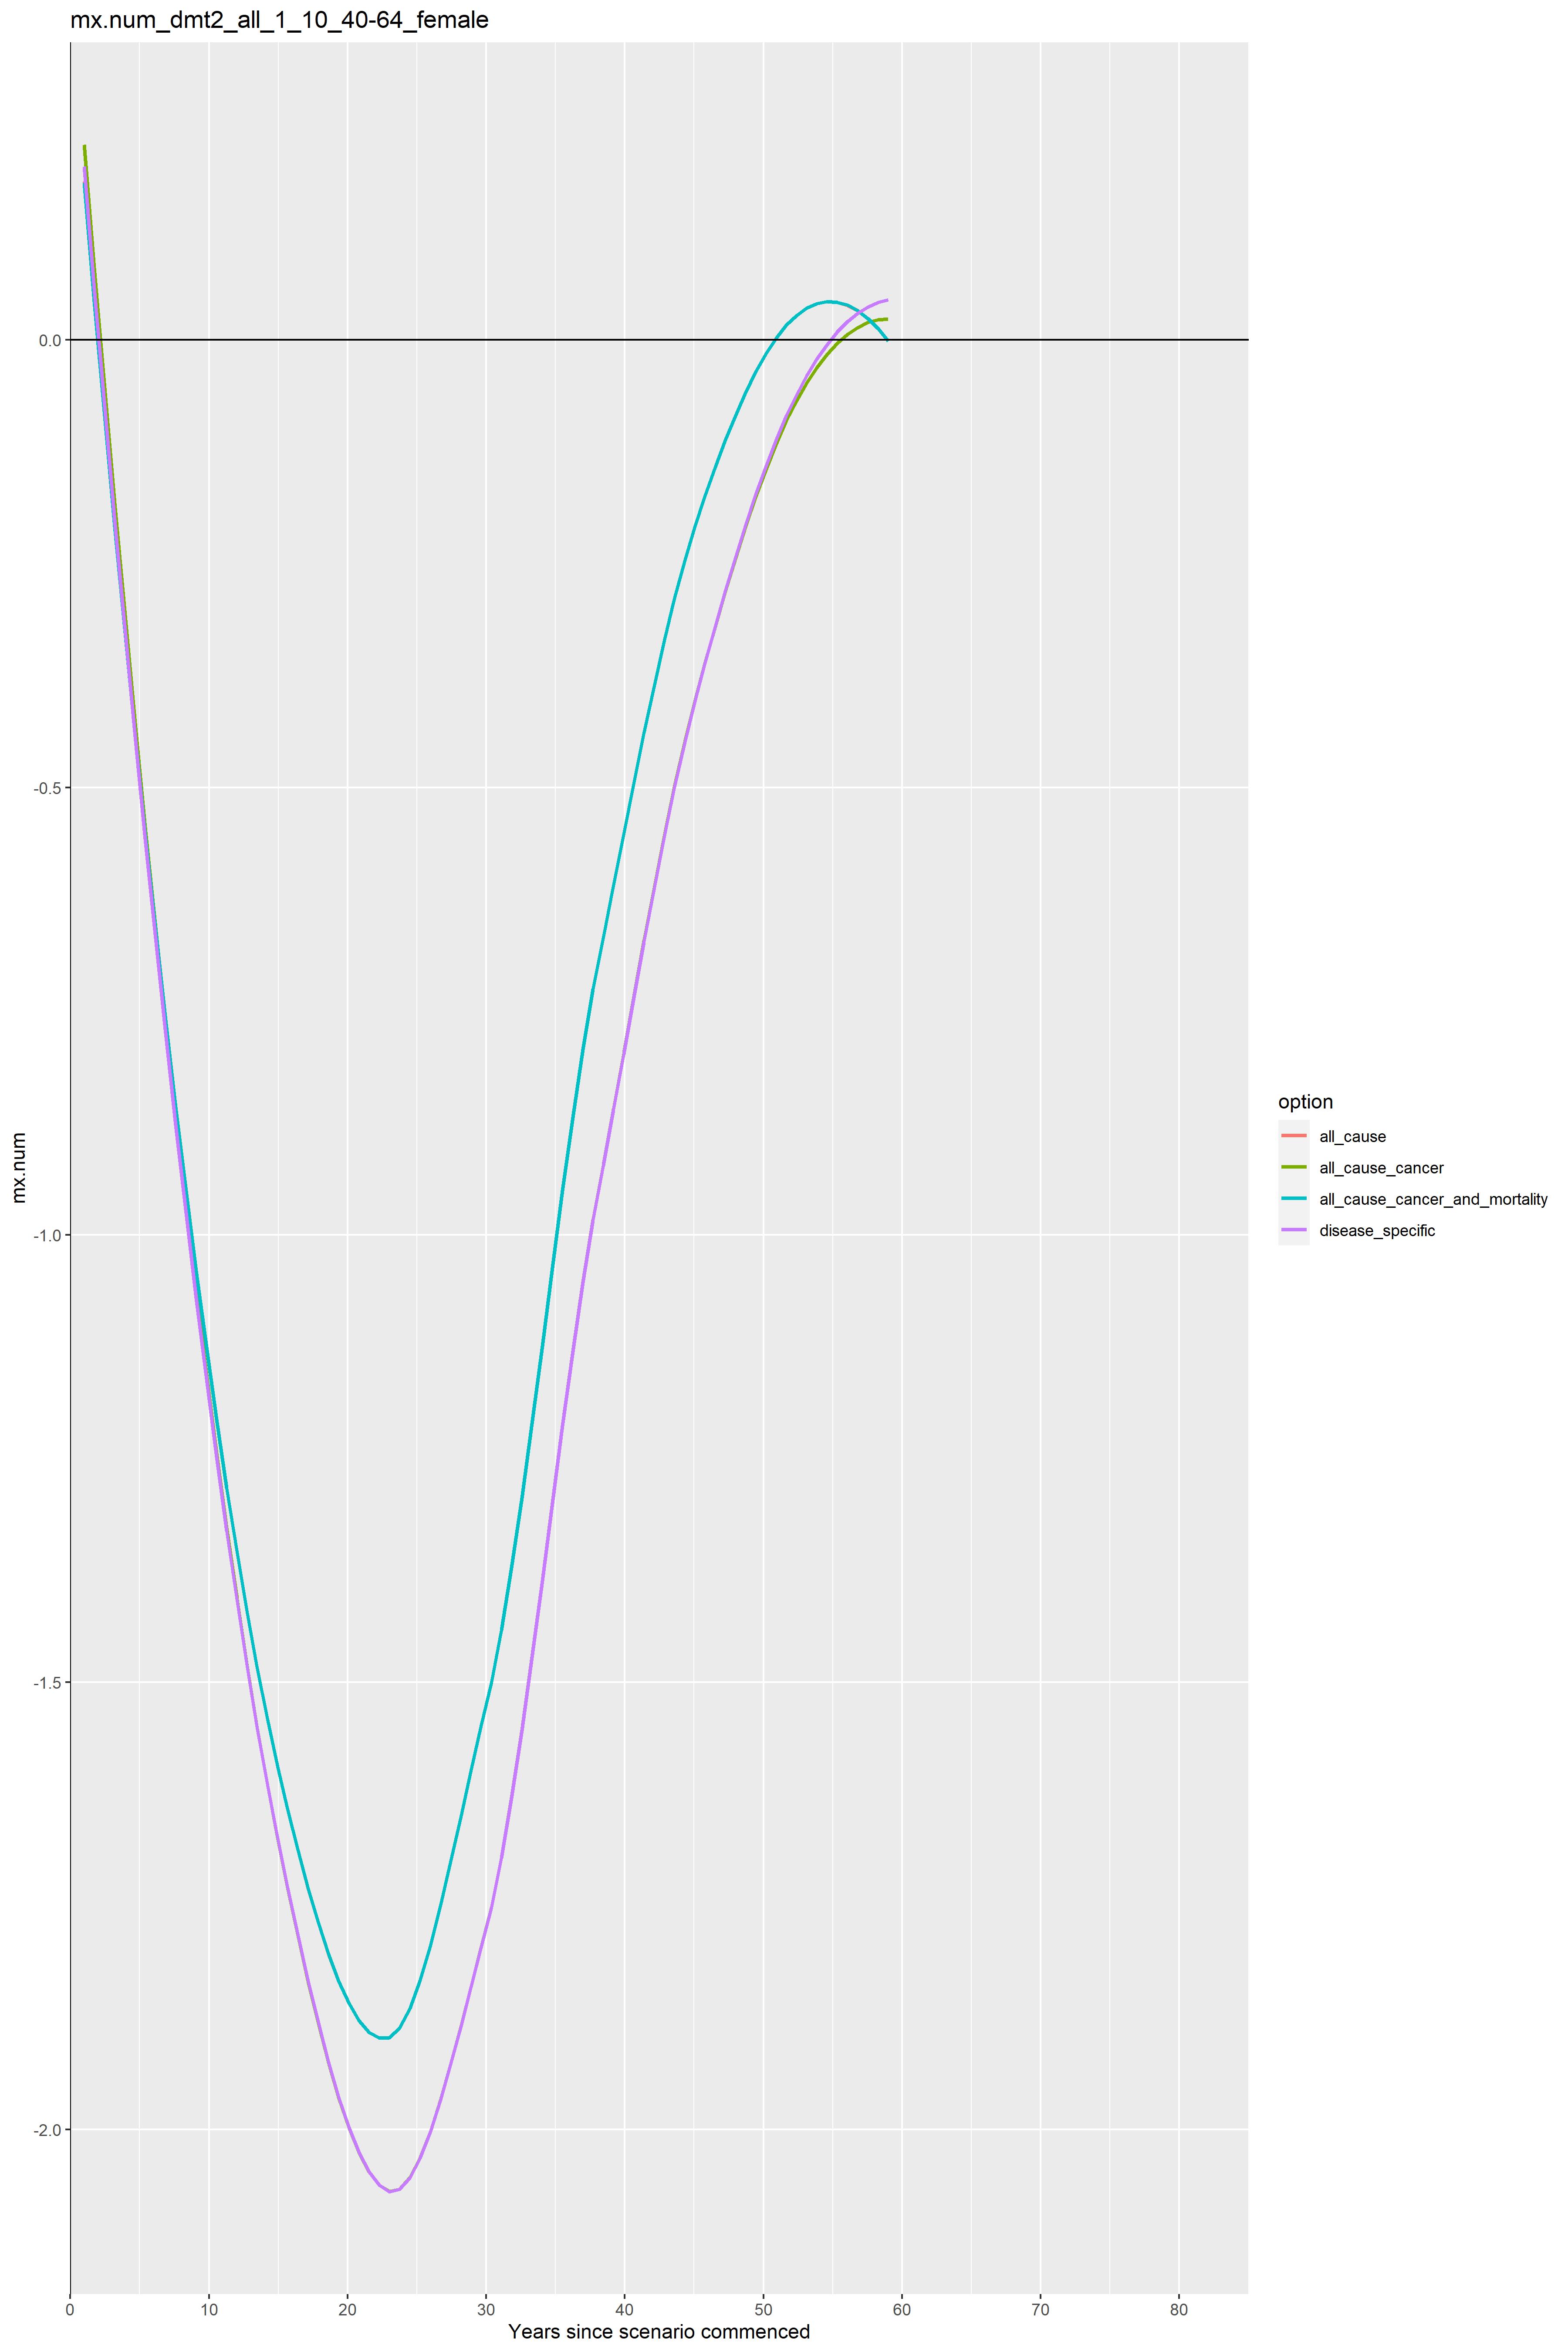 mx.num_dmt2_all_1_10_40-64_female
mx.num
0.0
-0.5
-1.0
-1.5
-2.0
0 10 20 30 40 50 60 70 80
Years since scenario commenced
option
all_cause
all_cause_cancer
all_cause_cancer_and_mortality
disease_specific